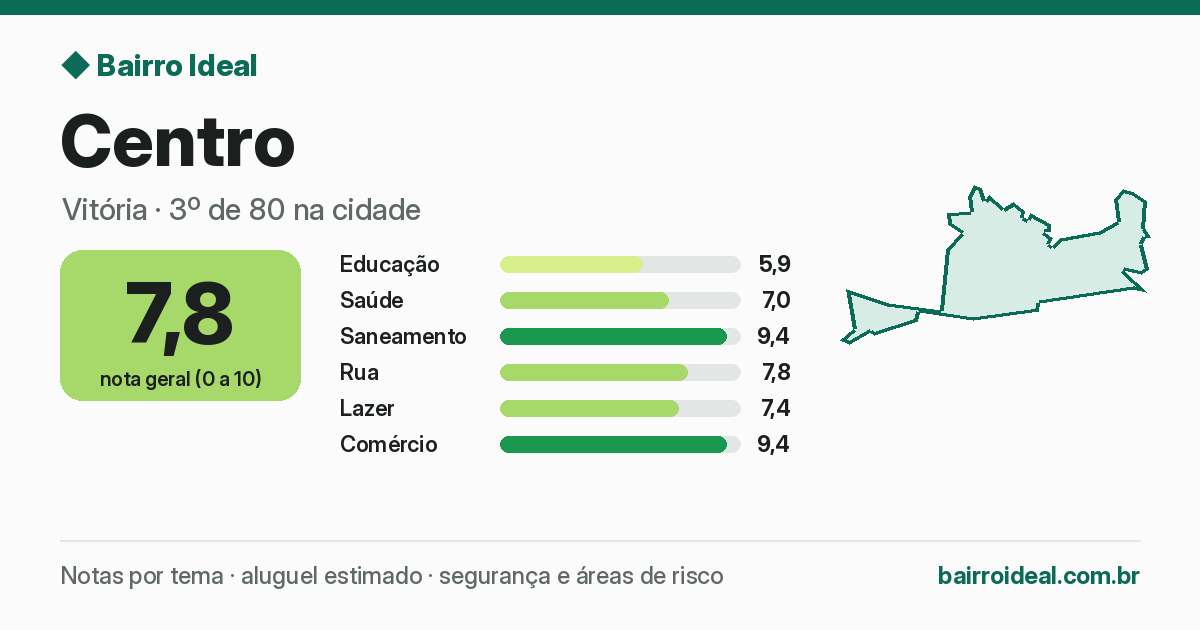 Bairro Ideal
Centro
Vitória · 3º de 80 na cidade
7,8
nota geral (0 a 10)
Educação 5,9
Saúde 7,0
Saneamento 9,4
Rua 7,8
Lazer 7,4
Comércio 9,4
Notas por tema · aluguel estimado · segurança e áreas de risco
bairroideal.com.br